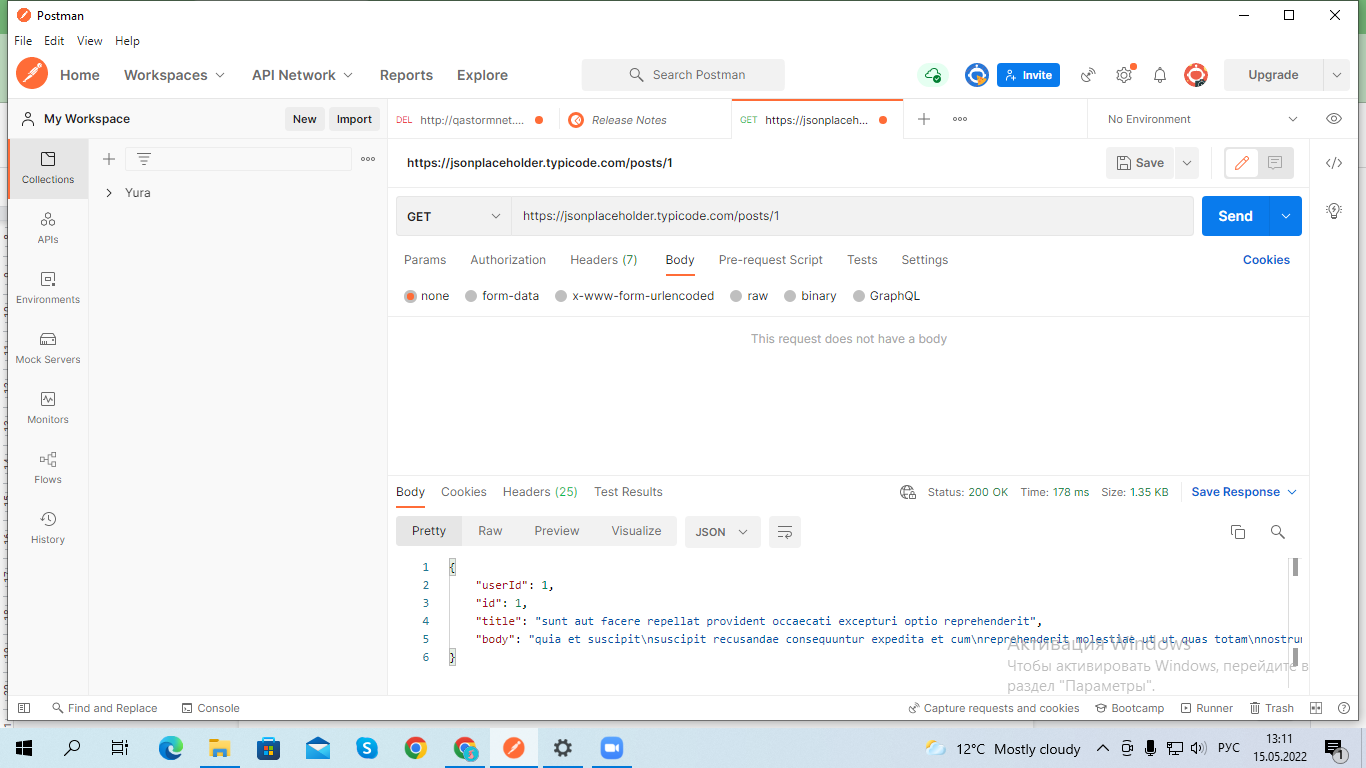 Postman
File Edit View Help
Home Workspaces API Network Reports Explore Search Postman Invite Upgrade
My Workspace New Import DEL http://qastormnet.... Release Notes GET https://jsonplaceh... No Environment
Collections
Yura
APIs
Environments
Mock Servers
Monitors
Flows
History
https://jsonplaceholder.typicode.com/posts/1 Save
GET https://jsonplaceholder.typicode.com/posts/1 Send
Params Authorization Headers (7) Body Pre-request Script Tests Settings Cookies
none form-data x-www-form-urlencoded raw binary GraphQL
This request does not have a body
Body Cookies Headers (25) Test Results Status: 200 OK Time: 178 ms Size: 1.35 KB Save Response
Pretty Raw Preview Visualize JSON
1 {
2 "userId": 1,
3 "id": 1,
4 "title": "sunt aut facere repellat provident occaecati excepturi optio reprehenderit",
5 "body": "quia et suscipit\nsuscipit recusandae consequuntur expedita et cum\nreprehenderit molestiae ut ut quas totam\nnostrum
6 }
Активация Windows
Чтобы активировать Windows, перейдите в
раздел "Параметры".
Find and Replace Console Capture requests and cookies Bootcamp Runner Trash
12°C Mostly cloudy РУС 13:11
15.05.2022
1